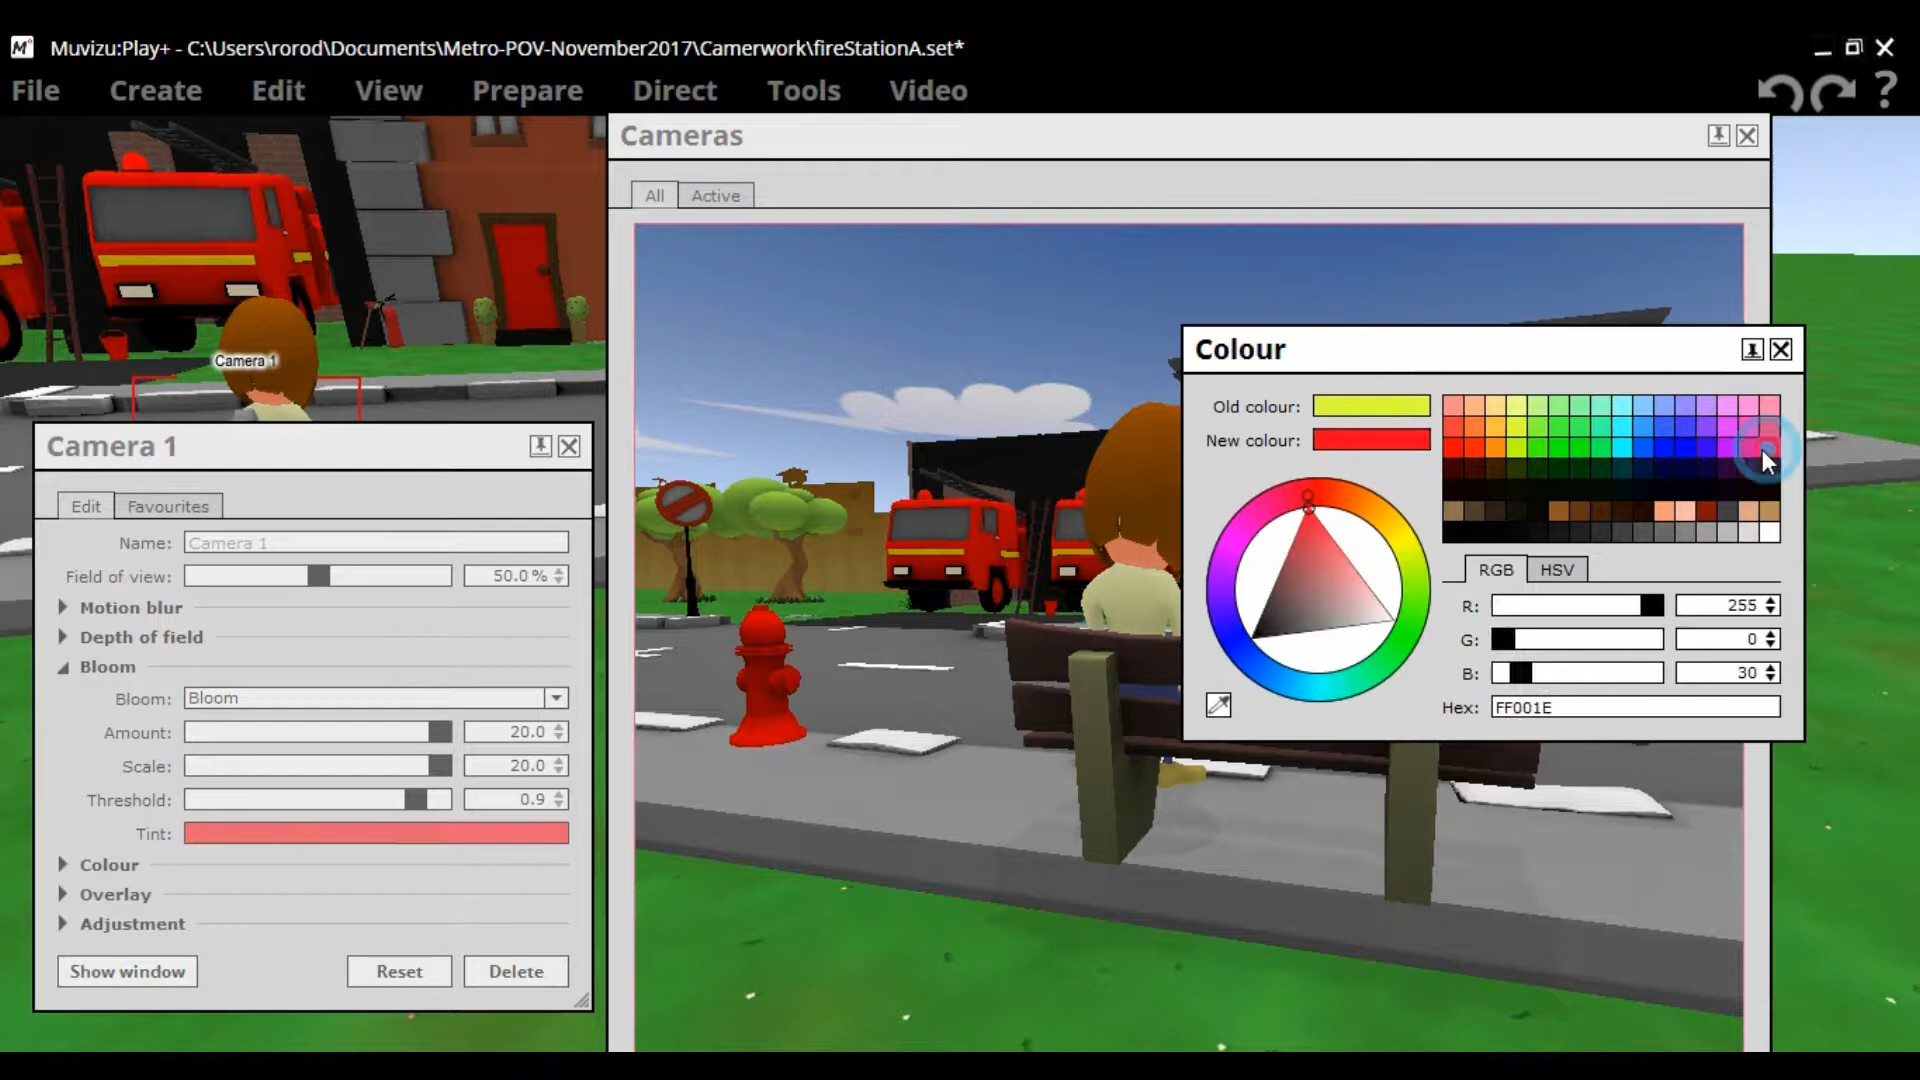 Muvizu:Play+ - C:\Users\rorod\Documents\Metro-POV-November2017\Camerwork\fireStationA.set*
File Create Edit View Prepare Direct Tools Video ?
Cameras
All Active
Camera 1
Colour
Old colour:
New colour:
RGB HSV
R: 255
G: 0
B: 30
Hex: FF001E
Camera 1
Edit Favourites
Name: Camera 1
Field of view: 50.0 %
Motion blur
Depth of field
Bloom
Bloom: Bloom
Amount: 20.0
Scale: 20.0
Threshold: 0.9
Tint:
Colour
Overlay
Adjustment
Show window Reset Delete